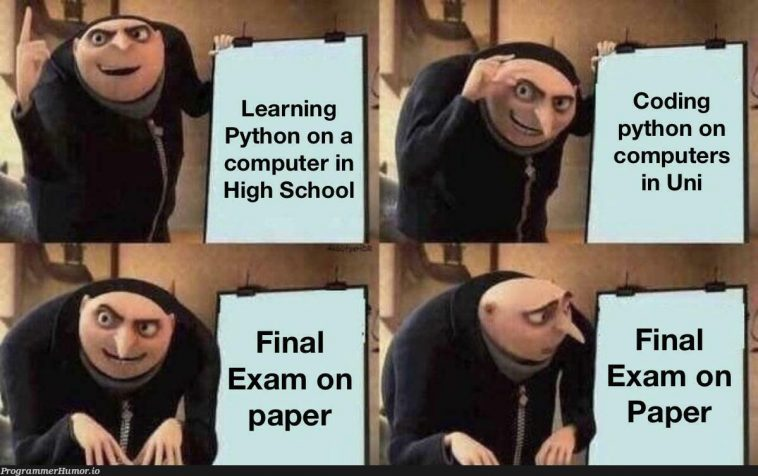 Learning
Python on a
computer in
High School
Coding
python on
computers
in Uni
Final
Exam on
paper
Final
Exam on
Paper
ProgrammerHumor.io